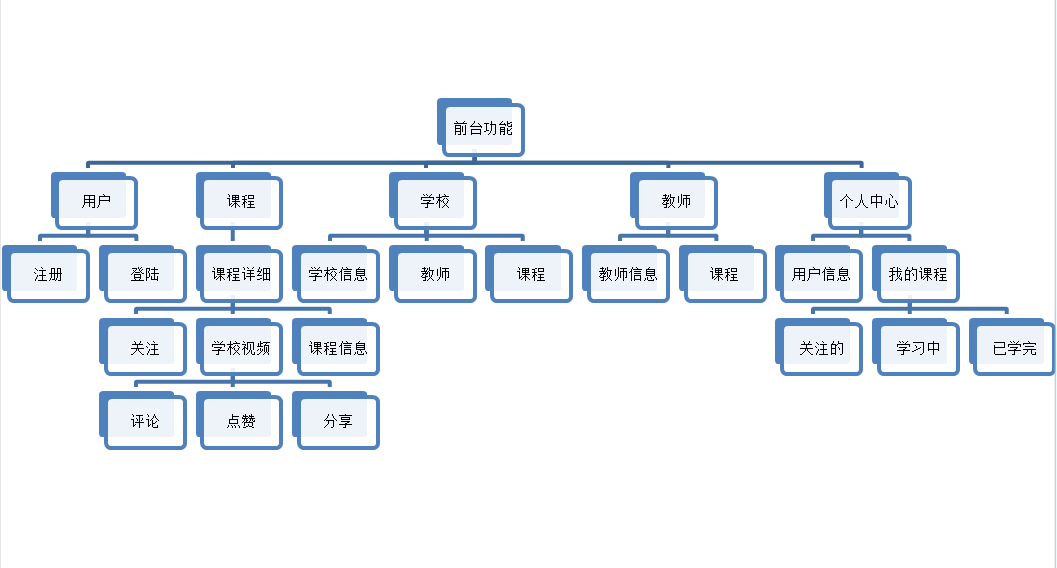 前台功能
用户
课程
学校
教师
个人中心
注册
登陆
课程详细
学校信息
教师
课程
教师信息
课程
用户信息
我的课程
关注
学校视频
课程信息
关注的
学习中
已学完
评论
点赞
分享